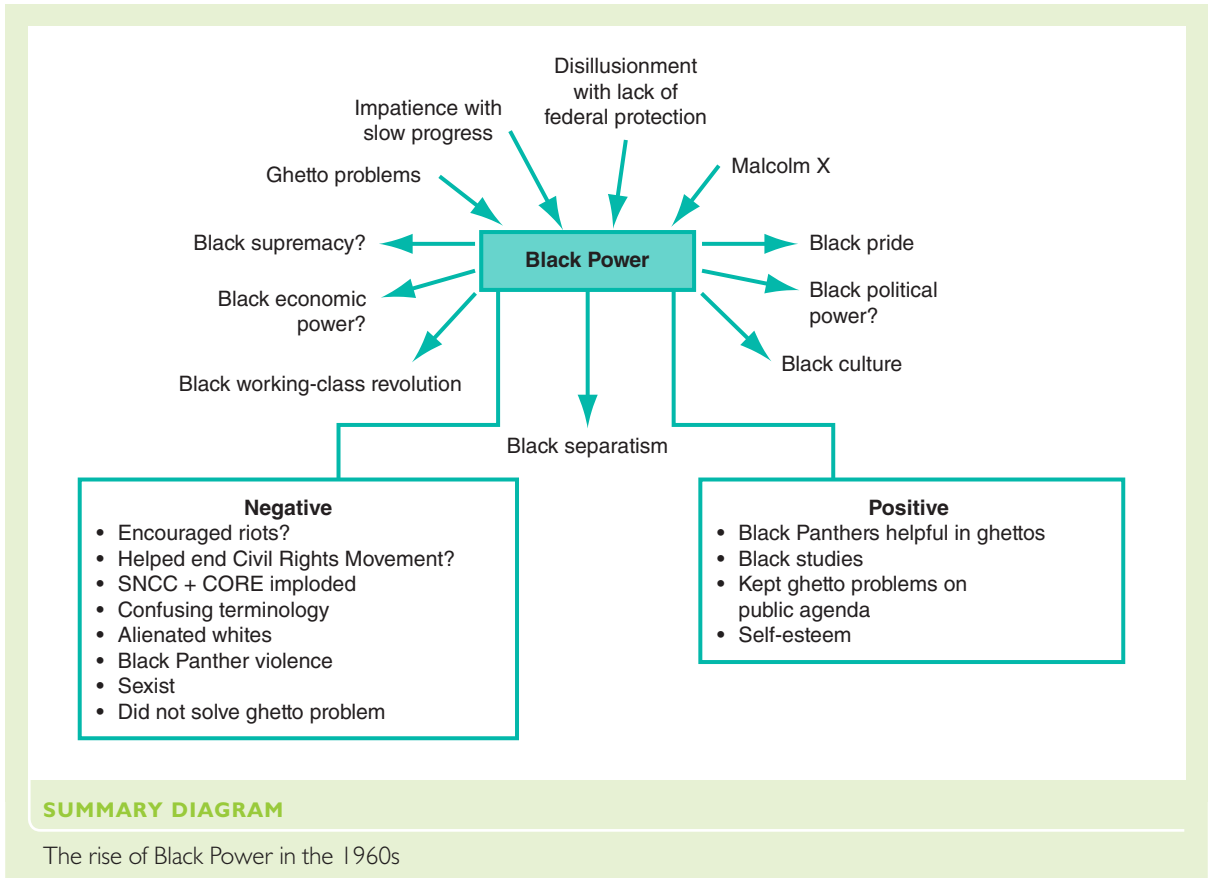 Disillusionment
with lack of
federal protection
Impatience with
slow progress
Ghetto problems
Malcolm X
Black supremacy?
Black Power
Black pride
Black economic
power?
Black political
power?
Black working-class revolution
Black culture
Black separatism
Negative
• Encouraged riots?
• Helped end Civil Rights Movement?
• SNCC + CORE imploded
• Confusing terminology
• Alienated whites
• Black Panther violence
• Sexist
• Did not solve ghetto problem
Positive
• Black Panthers helpful in ghettos
• Black studies
• Kept ghetto problems on
public agenda
• Self-esteem
SUMMARY DIAGRAM
The rise of Black Power in the 1960s